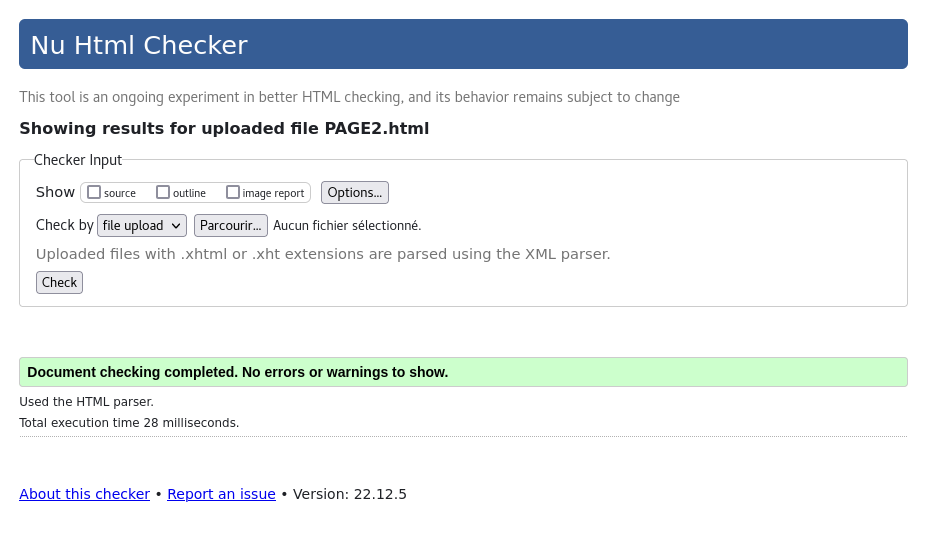 Nu Html Checker
This tool is an ongoing experiment in better HTML checking, and its behavior remains subject to change
Showing results for uploaded file PAGE2.html
Checker Input
Show source outline image report Options...
Check by file upload Parcourir... Aucun fichier sélectionné.
Uploaded files with .xhtml or .xht extensions are parsed using the XML parser.
Check
Document checking completed. No errors or warnings to show.
Used the HTML parser.
Total execution time 28 milliseconds.
About this checker • Report an issue • Version: 22.12.5